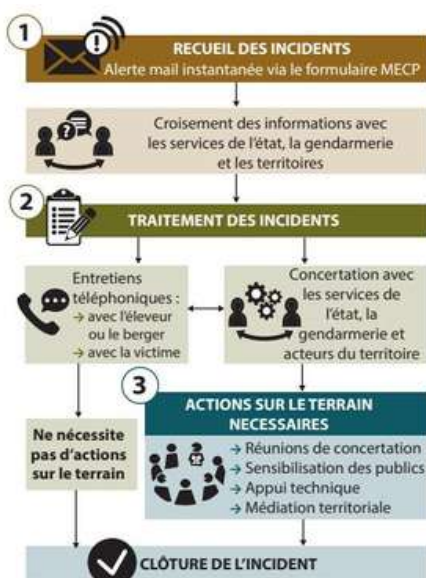 1
RECUEIL DES INCIDENTS
Alerte mail instantanée via le formulaire MECP
Croisement des informations avec
les services de l'état, la gendarmerie
et les territoires
2
TRAITEMENT DES INCIDENTS
Entretiens
téléphoniques :
→ avec l'éleveur
ou le berger
→ avec la victime
Concertation avec
les services de
l'état, la
gendarmerie et
acteurs du territoire
3
ACTIONS SUR LE TERRAIN
NECESSAIRES
→ Réunions de concertation
→ Sensibilisation des publics
→ Appui technique
→ Médiation territoriale
Ne nécessite
pas d'actions
sur le terrain
CLÔTURE DE L'INCIDENT